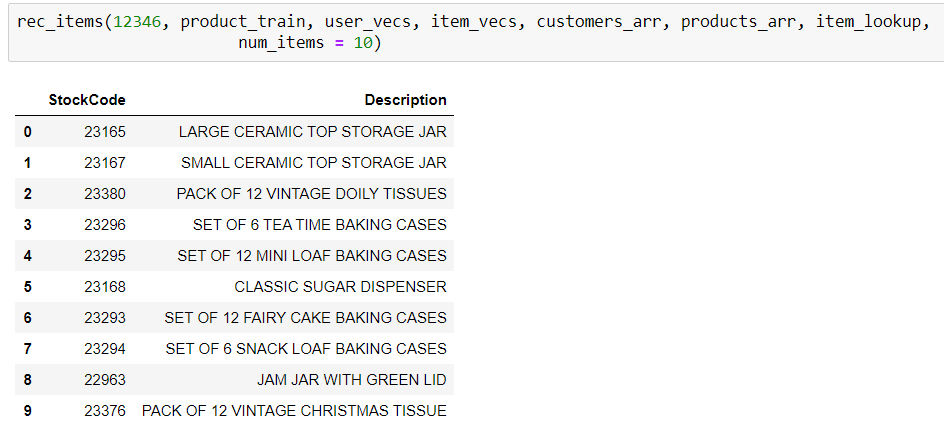 rec_items(12346, product_train, user_vecs, item_vecs, customers_arr, products_arr, item_lookup,
num_items = 10)
StockCode Description
0 23165 LARGE CERAMIC TOP STORAGE JAR
1 23167 SMALL CERAMIC TOP STORAGE JAR
2 23380 PACK OF 12 VINTAGE DOILY TISSUES
3 23296 SET OF 6 TEA TIME BAKING CASES
4 23295 SET OF 12 MINI LOAF BAKING CASES
5 23168 CLASSIC SUGAR DISPENSER
6 23293 SET OF 12 FAIRY CAKE BAKING CASES
7 23294 SET OF 6 SNACK LOAF BAKING CASES
8 22963 JAM JAR WITH GREEN LID
9 23376 PACK OF 12 VINTAGE CHRISTMAS TISSUE